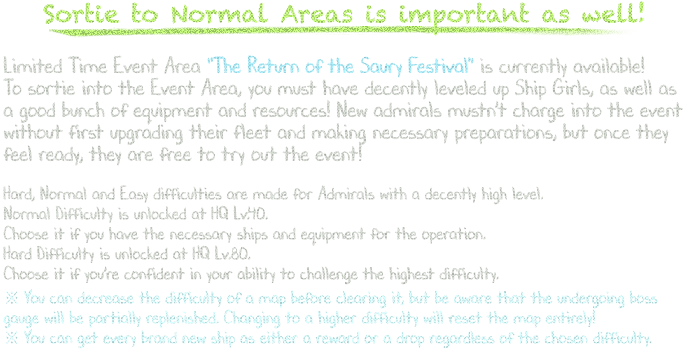 Sortie to Normal Areas is important as well!
Limited Time Event Area "The Return of the Saury Festival" is currently available!
To sortie into the Event Area, you must have decently leveled up Ship Girls, as well as
a good bunch of equipment and resources! New admirals mustn't charge into the event
without first upgrading their fleet and making necessary preparations, but once they
feel ready, they are free to try out the event!
Hard, Normal and Easy difficulties are made for Admirals with a decently high level.
Normal Difficulty is unlocked at HQ Lv.40.
Choose it if you have the necessary ships and equipment for the operation.
Hard Difficulty is unlocked at HQ Lv.80.
Choose it if you're confident in your ability to challenge the highest difficulty.
※ You can decrease the difficulty of a map before clearing it, but be aware that the undergoing boss
gauge will be partially replenished. Changing to a higher difficulty will reset the map entirely!
※ You can get every brand new ship as either a reward or a drop regardless of the chosen difficulty.